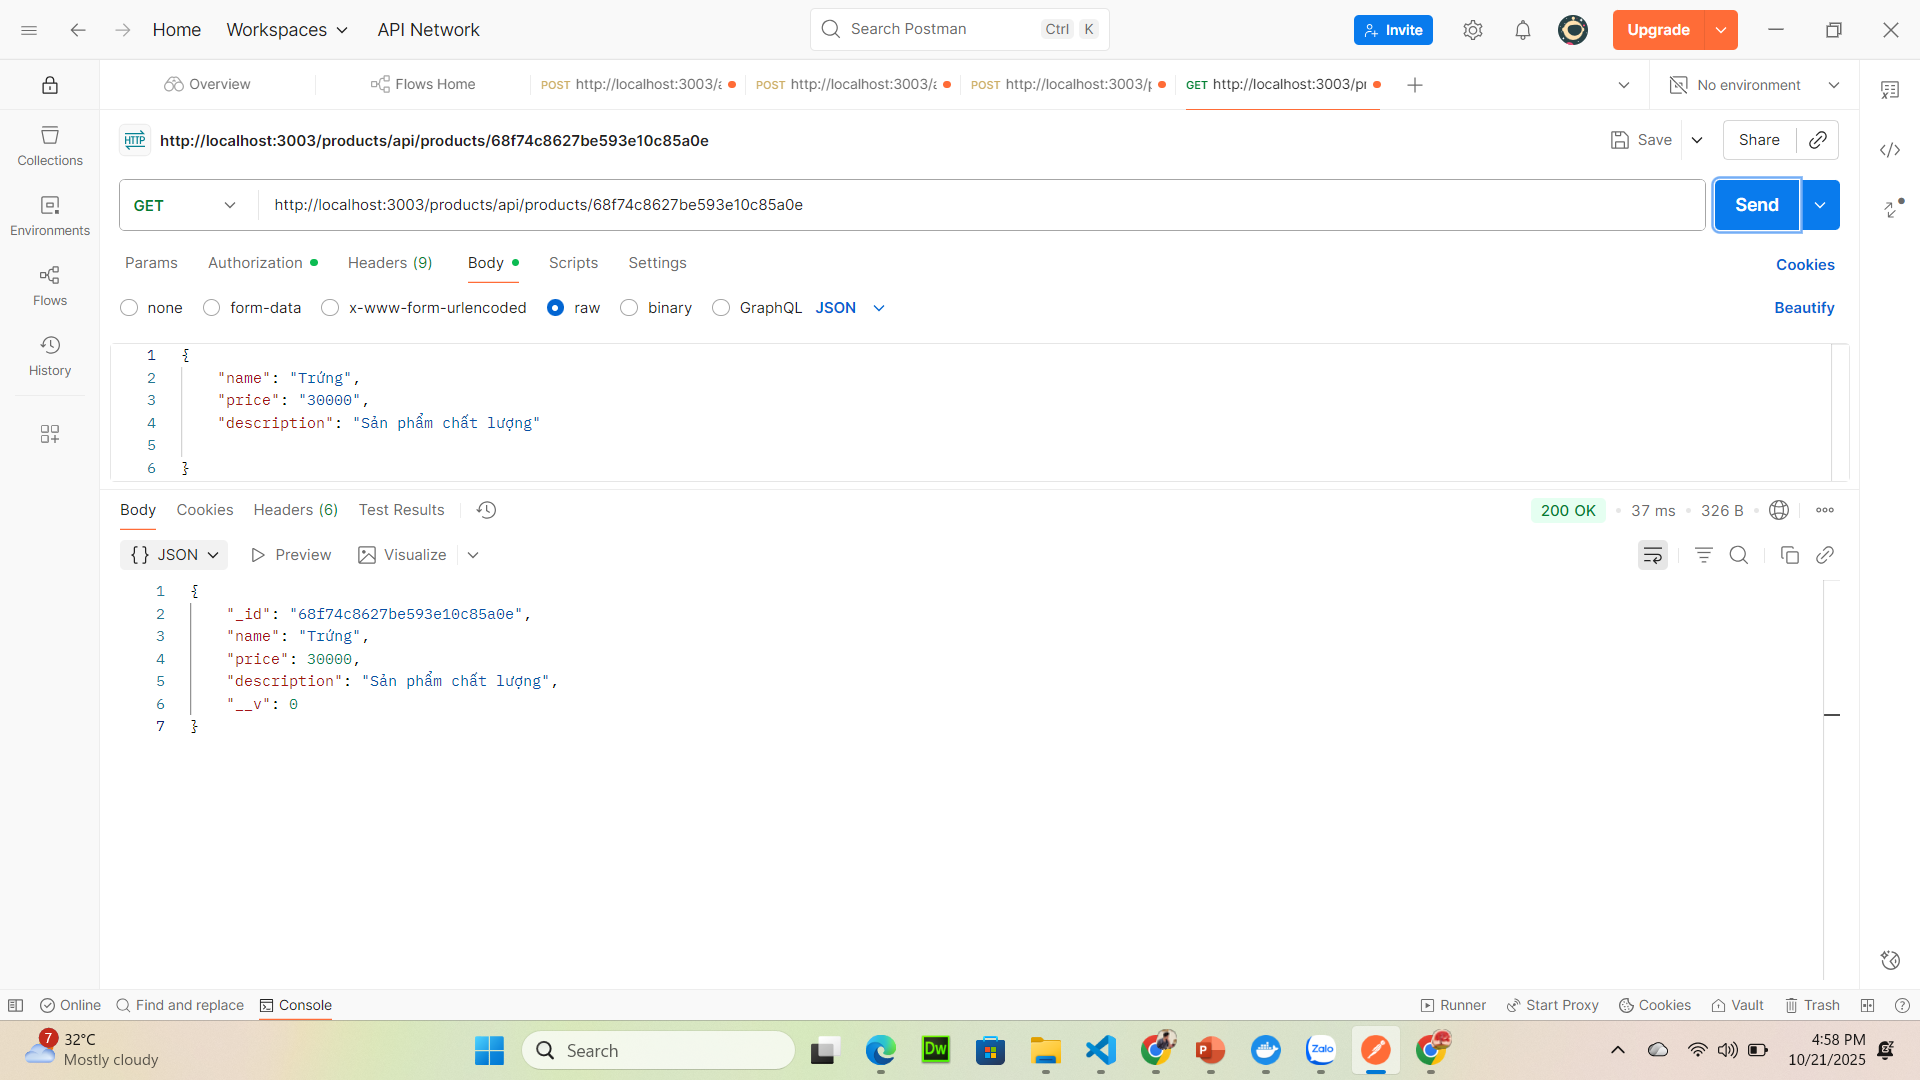 Home
Workspaces
API Network
Search Postman
Ctrl K
Invite
Upgrade
Overview
Flows Home
POST http://localhost:3003/a
POST http://localhost:3003/a
POST http://localhost:3003/p
GET http://localhost:3003/pr
No environment
Collections
Environments
Flows
History
HTTP http://localhost:3003/products/api/products/68f74c8627be593e10c85a0e
Save
Share
GET
http://localhost:3003/products/api/products/68f74c8627be593e10c85a0e
Send
Params
Authorization
Headers (9)
Body
Scripts
Settings
Cookies
none
form-data
x-www-form-urlencoded
raw
binary
GraphQL
JSON
Beautify
1 {
2 "name": "Trứng",
3 "price": "30000",
4 "description": "Sản phẩm chất lượng"
5
6 }
Body
Cookies
Headers (6)
Test Results
200 OK
37 ms
326 B
{} JSON
Preview
Visualize
1 {
2 "_id": "68f74c8627be593e10c85a0e",
3 "name": "Trứng",
4 "price": 30000,
5 "description": "Sản phẩm chất lượng",
6 "__v": 0
7 }
Online
Find and replace
Console
Runner
Start Proxy
Cookies
Vault
Trash
7
32°C
Mostly cloudy
Search
Dw
P
Zalo
4:58 PM
10/21/2025